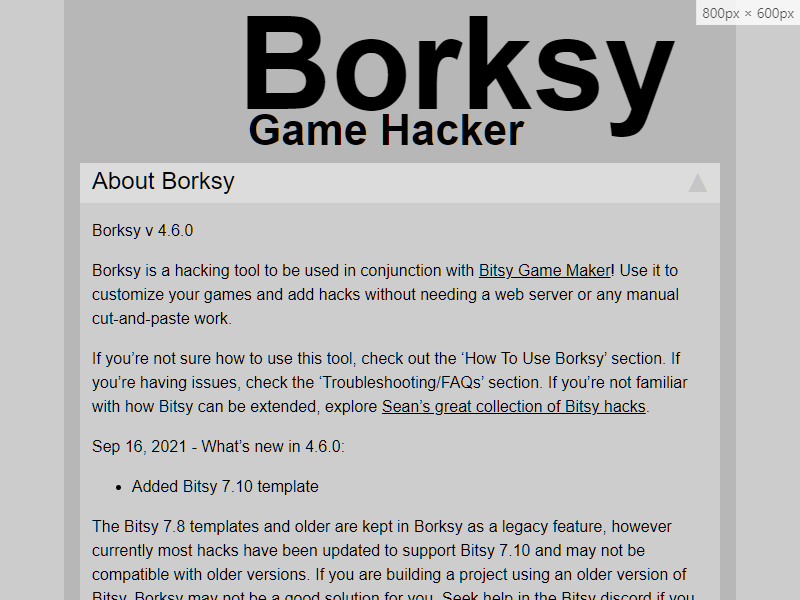 800px × 600px
Borksy
Game Hacker
About Borksy
Borksy v 4.6.0
Borksy is a hacking tool to be used in conjunction with Bitsy Game Maker! Use it to
customize your games and add hacks without needing a web server or any manual
cut-and-paste work.
If you’re not sure how to use this tool, check out the ‘How To Use Borksy’ section. If
you’re having issues, check the ‘Troubleshooting/FAQs’ section. If you’re not familiar
with how Bitsy can be extended, explore Sean’s great collection of Bitsy hacks.
Sep 16, 2021 - What’s new in 4.6.0:
• Added Bitsy 7.10 template
The Bitsy 7.8 templates and older are kept in Borksy as a legacy feature, however
currently most hacks have been updated to support Bitsy 7.10 and may not be
compatible with older versions. If you are building a project using an older version of
Bitsy, Borksy may not be a good solution for you. Seek help in the Bitsy discord if you